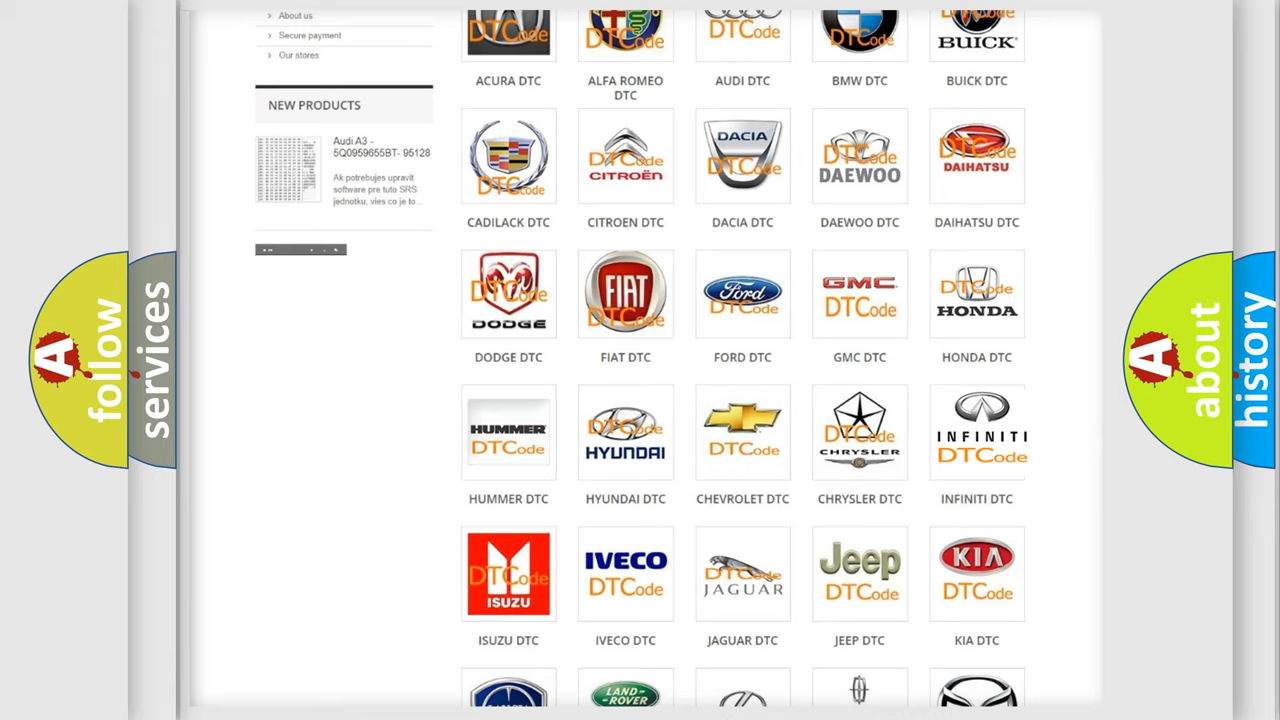 About us
Secure payment
Our stores
NEW PRODUCTS
Audi A3 -
5Q0959655BT- 95128
Ak potrebujes upravit
software pre tuto SRS
jednotku, vies co je to...
DTCode
DTCode
DTCode
DTCode
BUICK
ACURA DTC
ALFA ROMEO
DTC
AUDI DTC
BMW DTC
BUICK DTC
DTCode
DTCode
CITROËN
DACIA
DTCode
DTCode
DAEWOO
DTCode
DAIHATSU
CADILACK DTC
CITROEN DTC
DACIA DTC
DAEWOO DTC
DAIHATSU DTC
DTCode
DODGE
FIAT
DTCode
Ford
DTCode
GMC
DTCode
DTCode
HONDA
DODGE DTC
FIAT DTC
FORD DTC
GMC DTC
HONDA DTC
HUMMER
DTCode
DTCode
HYUNDAI
DTCode
DTCode
CHRYSLER
INFINITI
DTCode
HUMMER DTC
HYUNDAI DTC
CHEVROLET DTC
CHRYSLER DTC
INFINITI DTC
DTCode
ISUZU
IVECO
DTCode
DTCode
JAGUAR
Jeep
DTCode
KIA
DTCode
ISUZU DTC
IVECO DTC
JAGUAR DTC
JEEP DTC
KIA DTC
LAND-
ROVER
A follow
services
A about
history